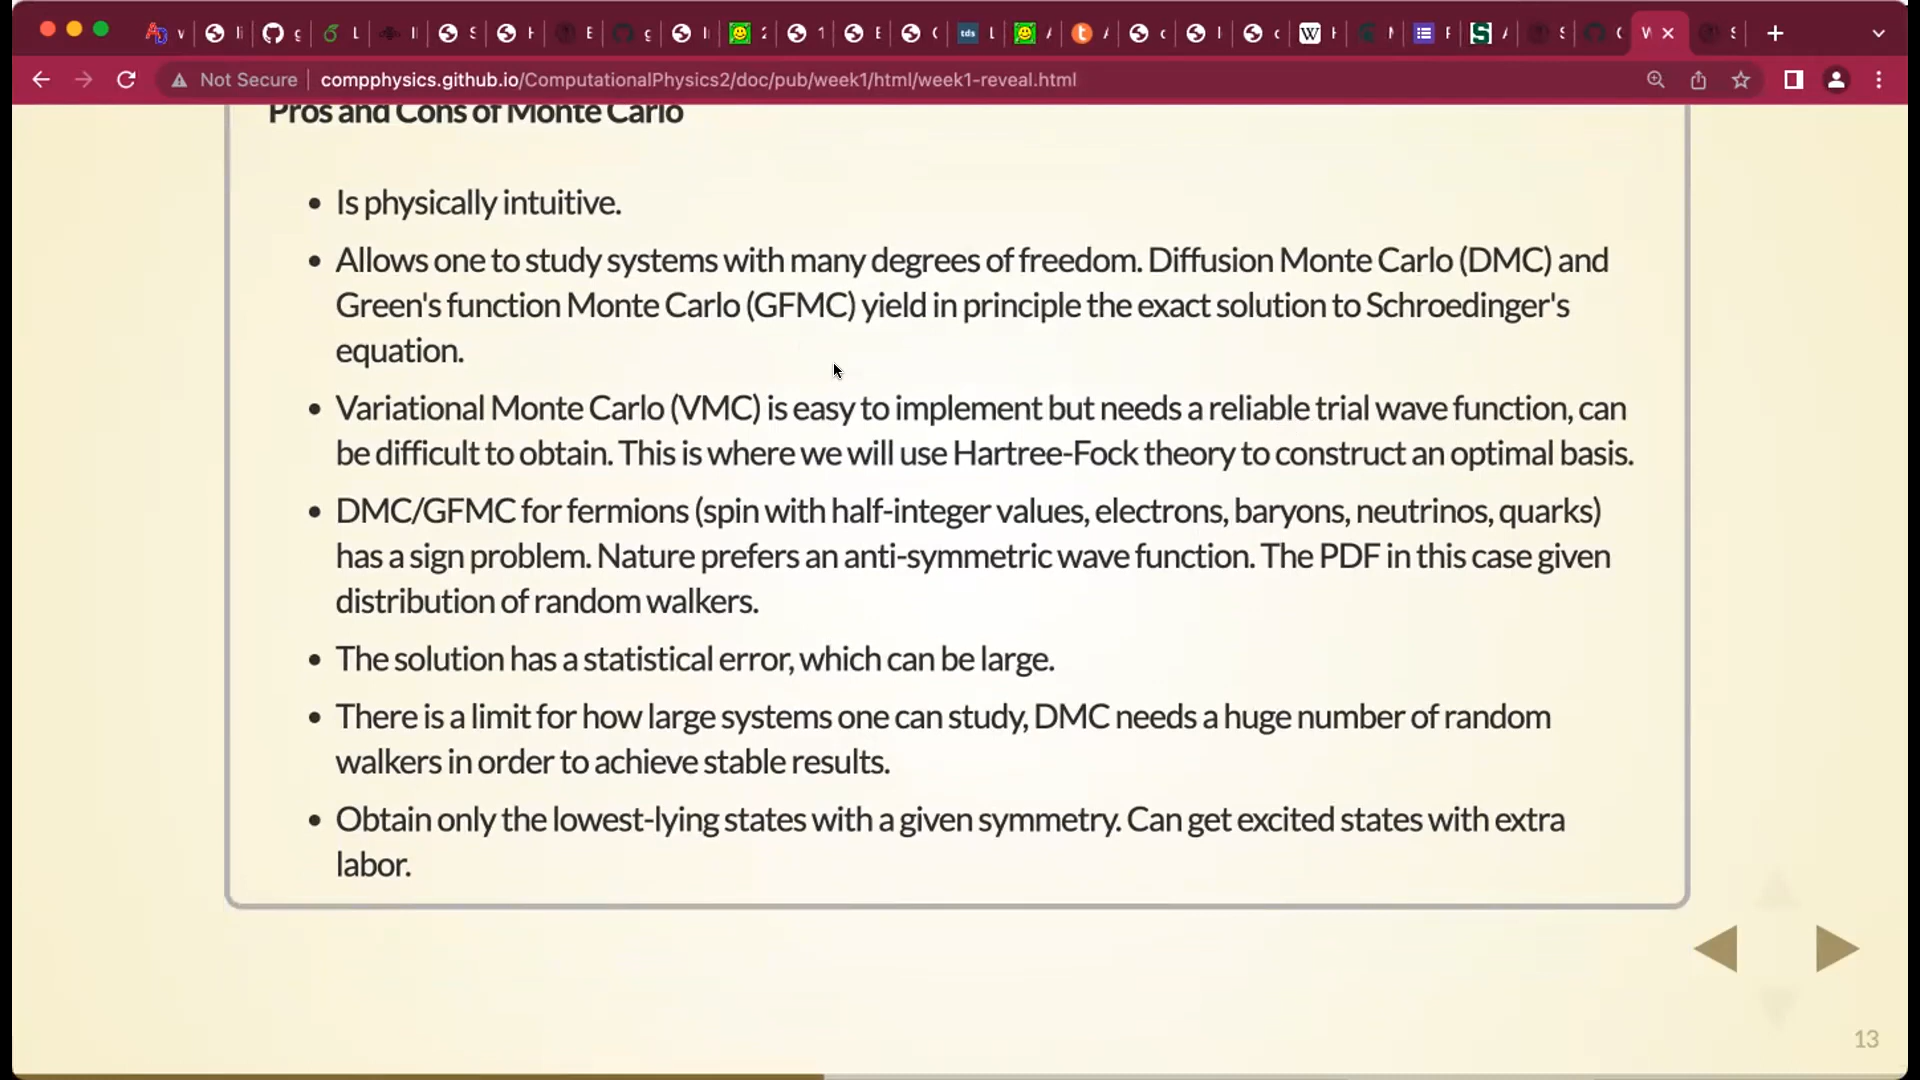 Not Secure
compphysics.github.io/ComputationalPhysics2/doc/pub/week1/html/week1-reveal.html
Pros and Cons of Monte Carlo
• Is physically intuitive.
• Allows one to study systems with many degrees of freedom. Diffusion Monte Carlo (DMC) and
Green's function Monte Carlo (GFMC) yield in principle the exact solution to Schroedinger's
equation.
• Variational Monte Carlo (VMC) is easy to implement but needs a reliable trial wave function, can
be difficult to obtain. This is where we will use Hartree-Fock theory to construct an optimal basis.
• DMC/GFMC for fermions (spin with half-integer values, electrons, baryons, neutrinos, quarks)
has a sign problem. Nature prefers an anti-symmetric wave function. The PDF in this case given
distribution of random walkers.
• The solution has a statistical error, which can be large.
• There is a limit for how large systems one can study, DMC needs a huge number of random
walkers in order to achieve stable results.
• Obtain only the lowest-lying states with a given symmetry. Can get excited states with extra
labor.
13